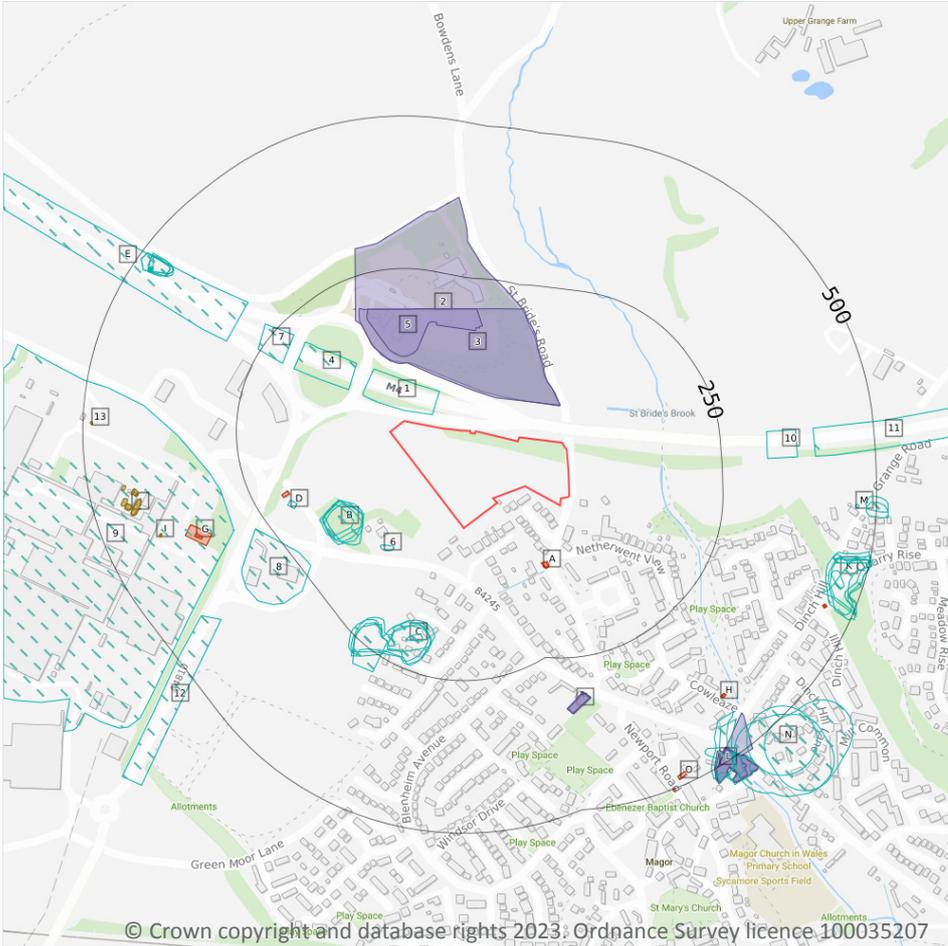 Upper Grange Farm
Bowdens Lane
E
500
2
St Bride's Road
5
7
3
4
M4
1
250
St Bride's Brook
13
11
10
Grange Road
M
D
B
G
9
6
A
Netherwent View
8
K
Quarry Rise
B4245
Dinch Hill
Play Space
Meadow Rise
C
Dinch Hill
Play Space
12
H
Cowleaze
Dinch Hill
N
Common
Newport Road
Blenheim Avenue
Play Space
O
Play Space
Allotments
Ebenezer Baptist Church
Windsor Drive
Play Space
Green Moor Lane
Magor
Magor Church in Wales
Primary School
Sycamore Sports Field
St Mary's Church
Play Space
Allotments
© Crown copyright and database rights 2023. Ordnance Survey licence 100035207